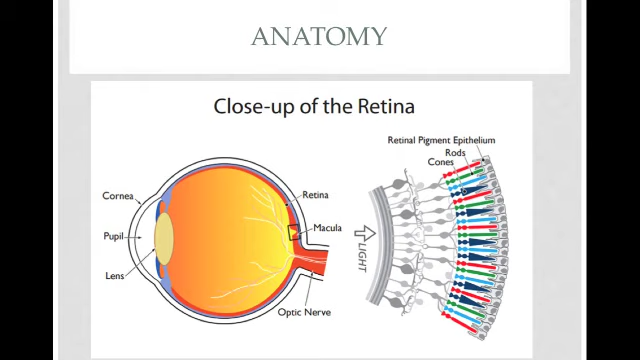 ANATOMY
Close-up of the Retina
Retinal Pigment Epithelium
Rods
Cones
Cornea
Retina
Pupil
Macula
LIGHT
Lens
Optic Nerve